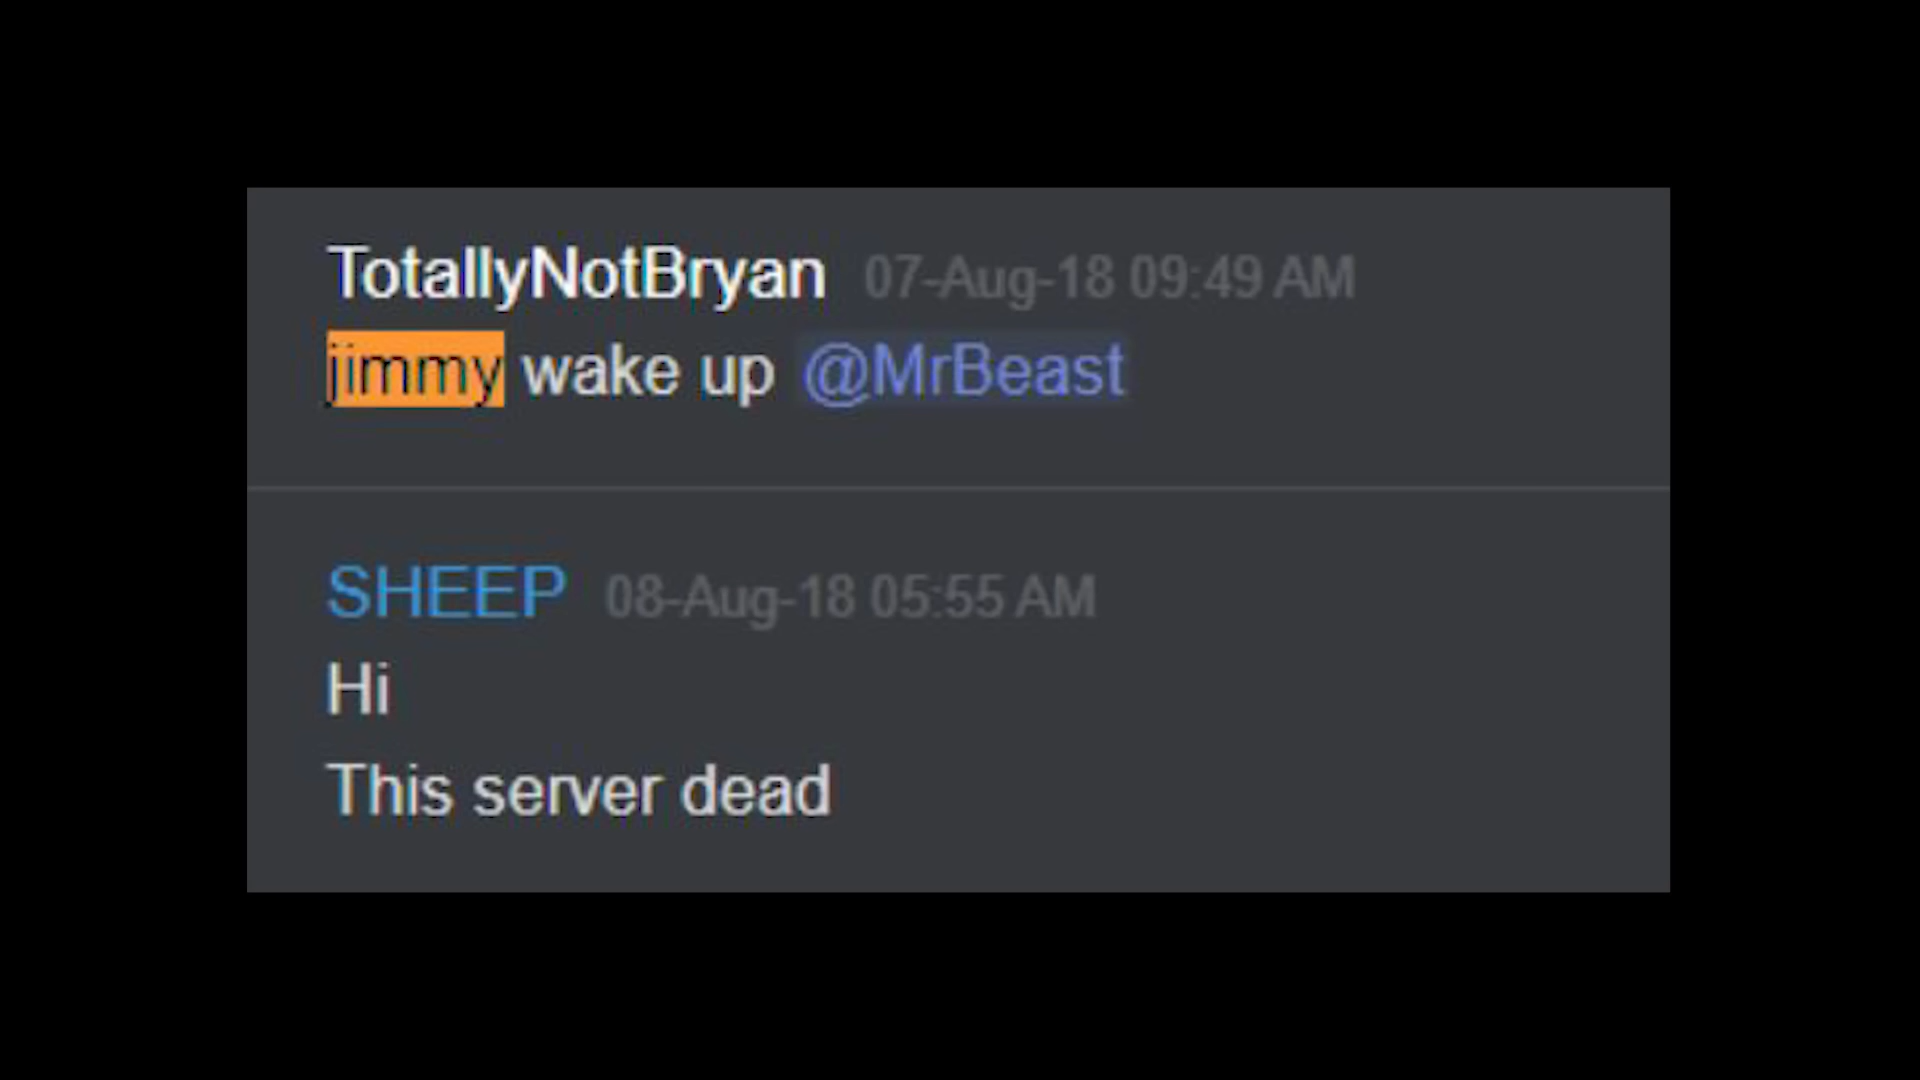 TotallyNotBryan 07-Aug-18 09:49 AM
jimmy wake up @MrBeast
SHEEP 08-Aug-18 05:55 AM
Hi
This server dead